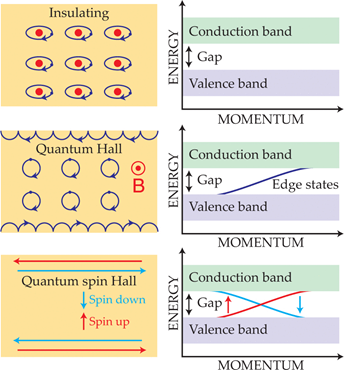 Insulating
ENERGY
Conduction band
Gap
Valence band
MOMENTUM
Quantum Hall
B
ENERGY
Conduction band
Gap
Edge states
Valence band
MOMENTUM
Quantum spin Hall
Spin down
Spin up
ENERGY
Conduction band
Gap
Valence band
MOMENTUM